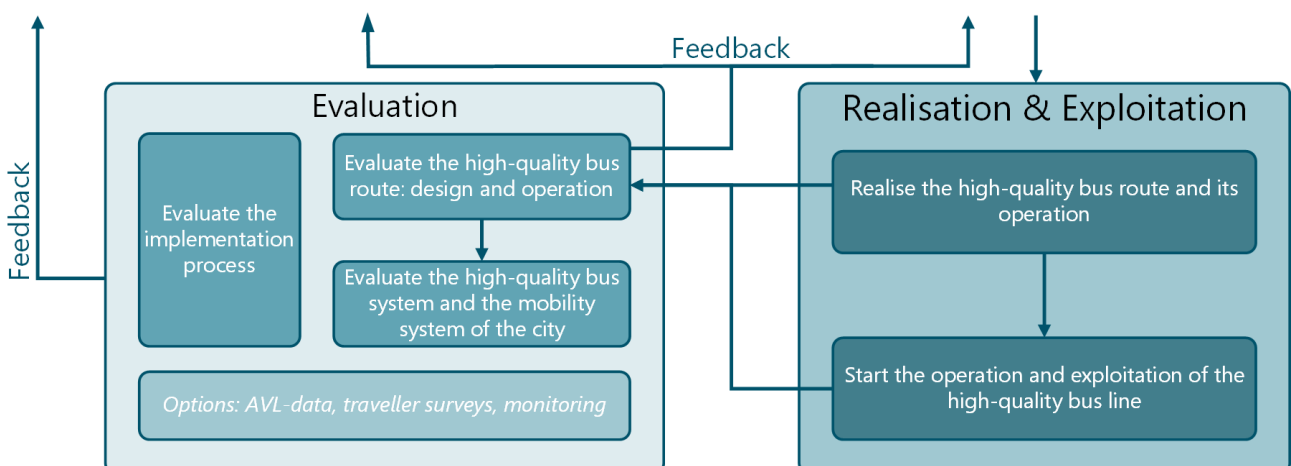 Feedback
Feedback
Evaluation
Evaluate the
implementation
process
Evaluate the high-quality bus
route: design and operation
Evaluate the high-quality bus
system and the mobility
system of the city
Options: AVL-data, traveller surveys, monitoring
Realisation & Exploitation
Realise the high-quality bus route and its
operation
Start the operation and exploitation of the
high-quality bus line